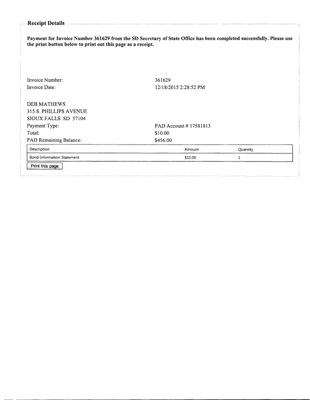 Receipt Details
Payment for Invoice Number 361629 from the SD Secretary of State Office has been completed successfully. Please use
the print button below to print out this page as a receipt.
Invoice Number: 361629
Invoice Date: 12/18/2015 2:28:52 PM
DEB MATHEWS
315 S. PHILLIPS AVENUE
SIOUX FALLS SD 57104
Payment Type: PAD Account # 17581813
Total: $10.00
PAD Remaining Balance: $456.00
Description Amount Quantity
Bond Information Statement $10.00 1
Print this page